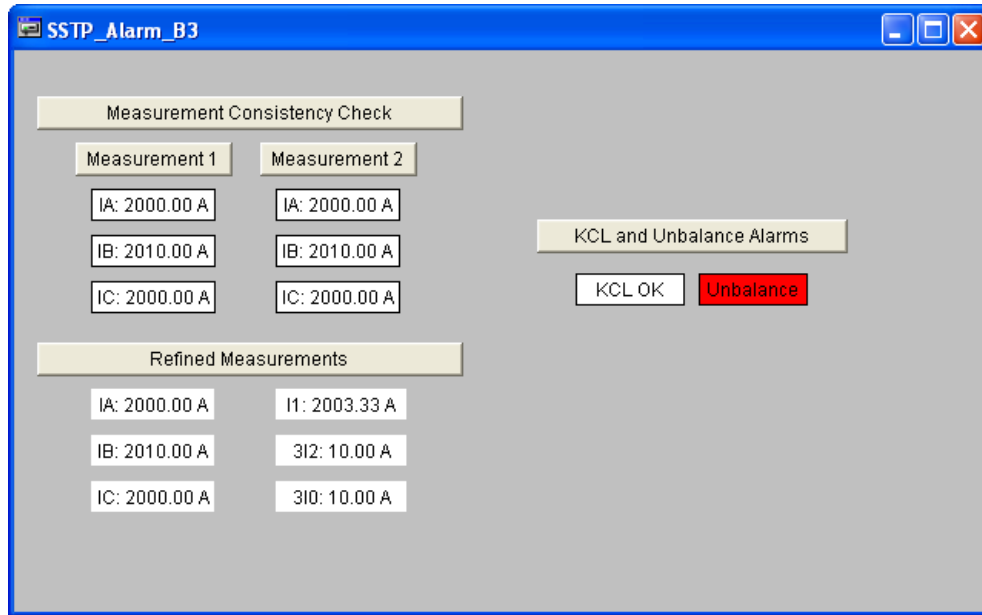 SSTP_Alarm_B3
Measurement Consistency Check
Measurement 1 Measurement 2
IA: 2000.00 A IA: 2000.00 A
IB: 2010.00 A IB: 2010.00 A
IC: 2000.00 A IC: 2000.00 A
KCL and Unbalance Alarms
KCL OK Unbalance
Refined Measurements
IA: 2000.00 A I1: 2003.33 A
IB: 2010.00 A 3I2: 10.00 A
IC: 2000.00 A 3I0: 10.00 A